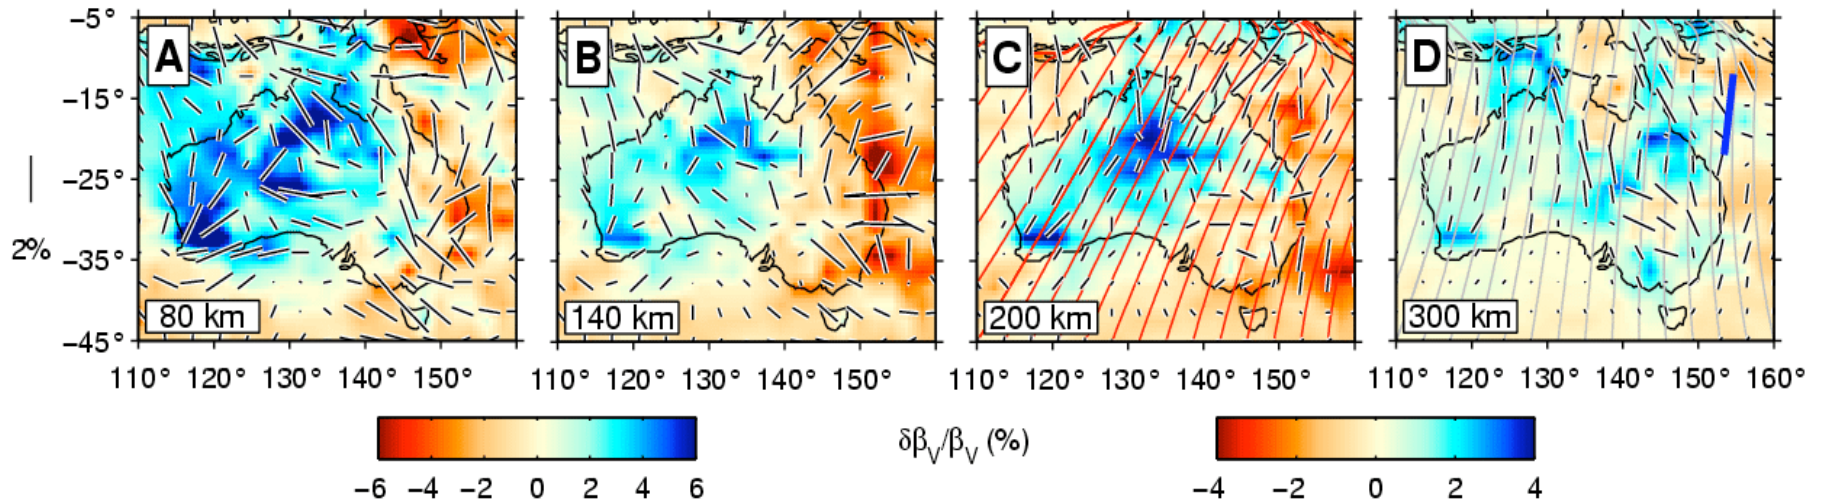 A
B
C
D
−5°
−15°
−25°
−35°
−45°
2%
80 km
140 km
200 km
300 km
110° 120° 130° 140° 150°
110° 120° 130° 140° 150°
110° 120° 130° 140° 150°
110° 120° 130° 140° 150° 160°
δβV/βV (%)
−6 −4 −2 0 2 4 6
−4 −2 0 2 4